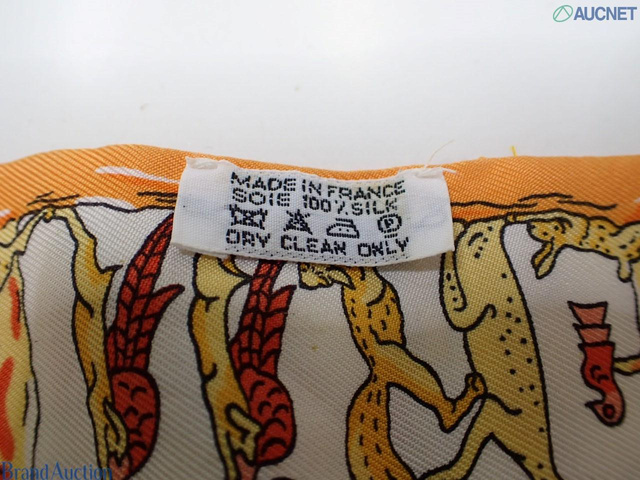 AUCNET
MADE IN FRANCE
SOIE 100% SILK
P
DRY CLEAN ONLY
Brand Auction